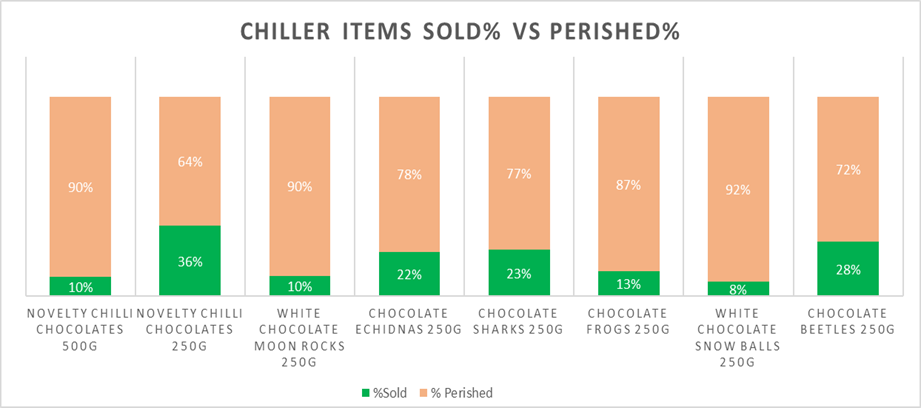 CHILLER ITEMS SOLD% VS PERISHED%
90%
64%
90%
78%
77%
87%
92%
72%
10%
36%
10%
22%
23%
13%
8%
28%
NOVELTY CHILLI
CHOCOLATES
500G
NOVELTY CHILLI
CHOCOLATES
250G
WHITE
CHOCOLATE
MOON ROCKS
250G
CHOCOLATE
ECHIDNAS 250G
CHOCOLATE
SHARKS 250G
CHOCOLATE
FROGS 250G
WHITE
CHOCOLATE
SNOW BALLS
250G
CHOCOLATE
BEETLES 250G
%Sold
% Perished